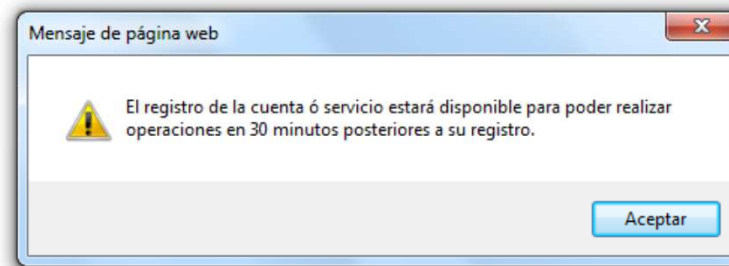 Mensaje de página web
El registro de la cuenta ó servicio estará disponible para poder realizar
operaciones en 30 minutos posteriores a su registro.
Aceptar